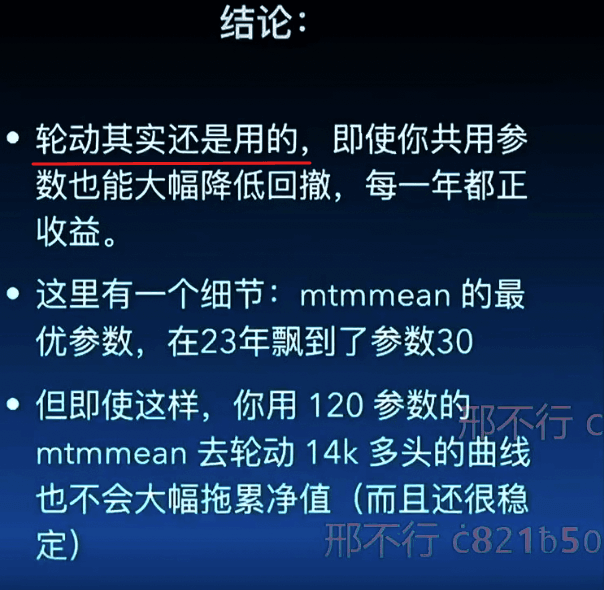 结论：
• 轮动其实还是用的，即使你共用参
数也能大幅降低回撤，每一年都正
收益。
• 这里有一个细节：mtmmean 的最
优参数，在23年飘到了参数30
• 但即使这样，你用 120 参数的
邢不行 c
mtmmean 去轮动 14k 多头的曲线
也不会大幅拖累净值（而且还很稳
定）
邢不行